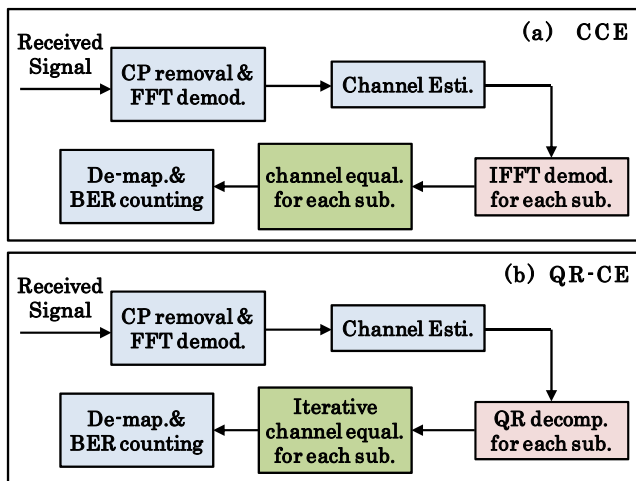 (a) CCE
Received
Signal
CP removal &
FFT demod.
Channel Esti.
De-map.&
BER counting
channel equal.
for each sub.
IFFT demod.
for each sub.
(b) QR-CE
Received
Signal
CP removal &
FFT demod.
Channel Esti.
De-map.&
BER counting
Iterative
channel equal.
for each sub.
QR decomp.
for each sub.